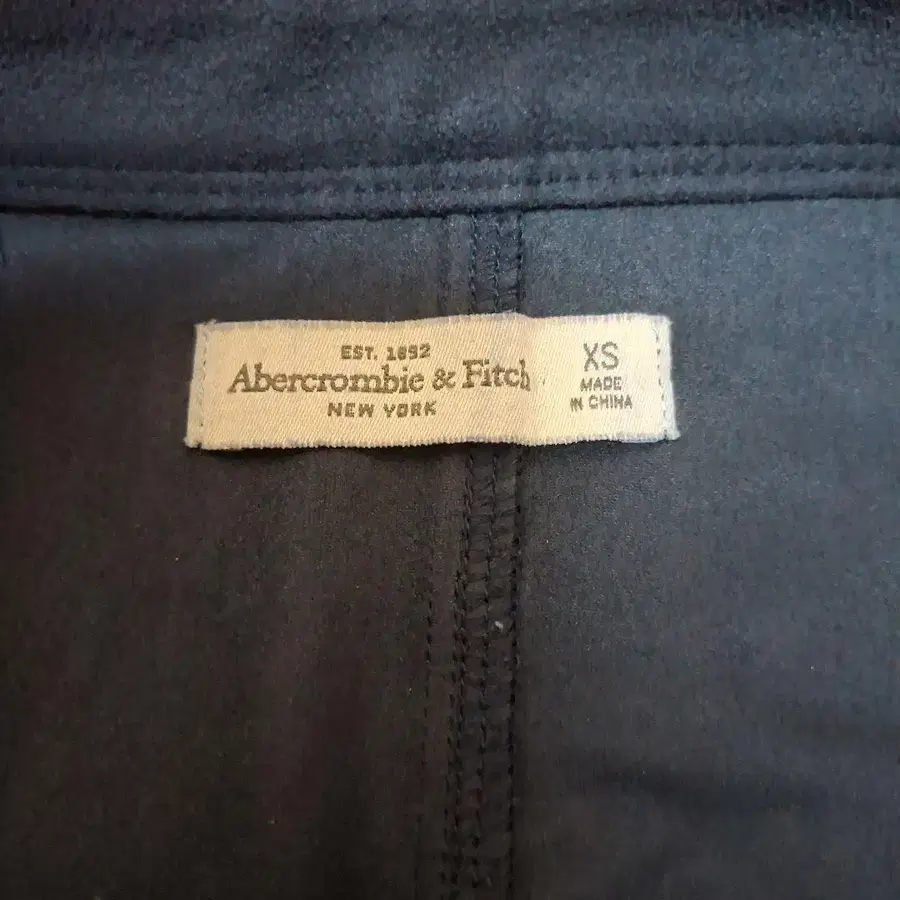 EST. 1892
Abercrombie & Fitch
NEW YORK
XS
MADE
IN CHINA